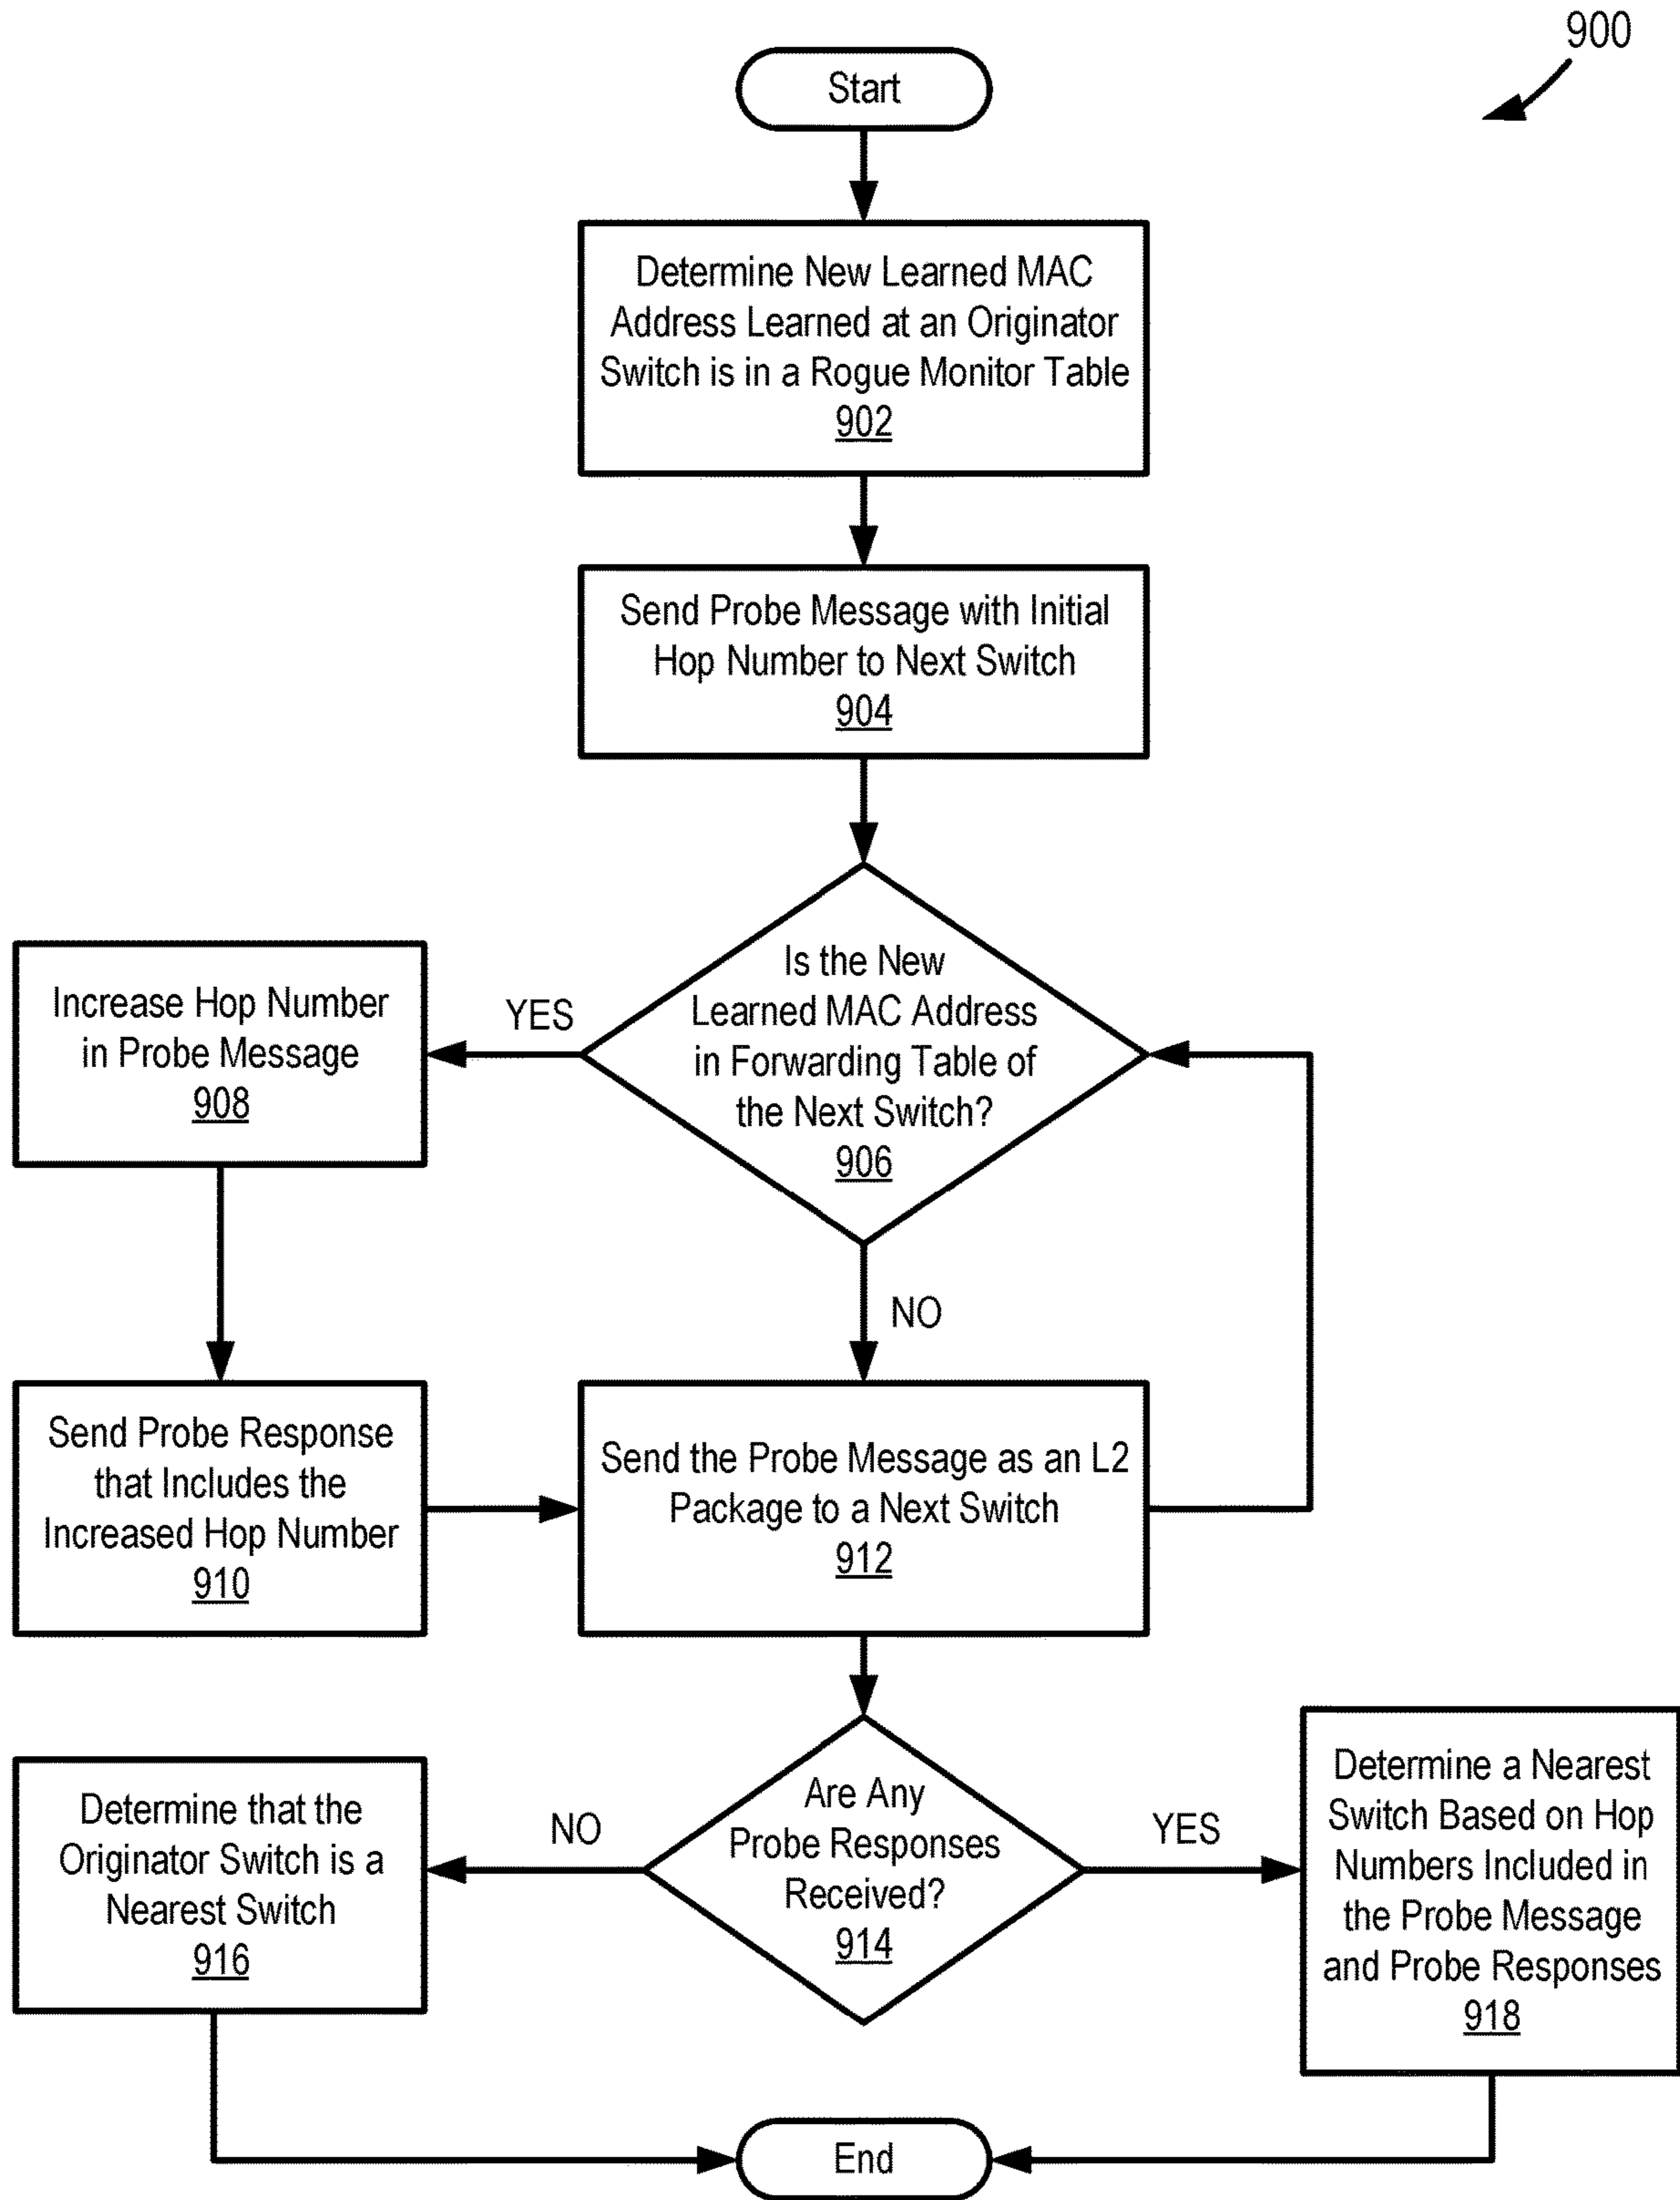 900
Start
Determine New Learned MAC
Address Learned at an Originator
Switch is in a Rogue Monitor Table
902
Send Probe Message with Initial
Hop Number to Next Switch
904
Is the New
Learned MAC Address
in Forwarding Table of
the Next Switch?
906
YES
Increase Hop Number
in Probe Message
908
NO
Send Probe Response
that Includes the
Increased Hop Number
910
Send the Probe Message as an L2
Package to a Next Switch
912
Are Any
Probe Responses
Received?
914
NO
Determine that the
Originator Switch is a
Nearest Switch
916
YES
Determine a Nearest
Switch Based on Hop
Numbers Included in
the Probe Message
and Probe Responses
918
End